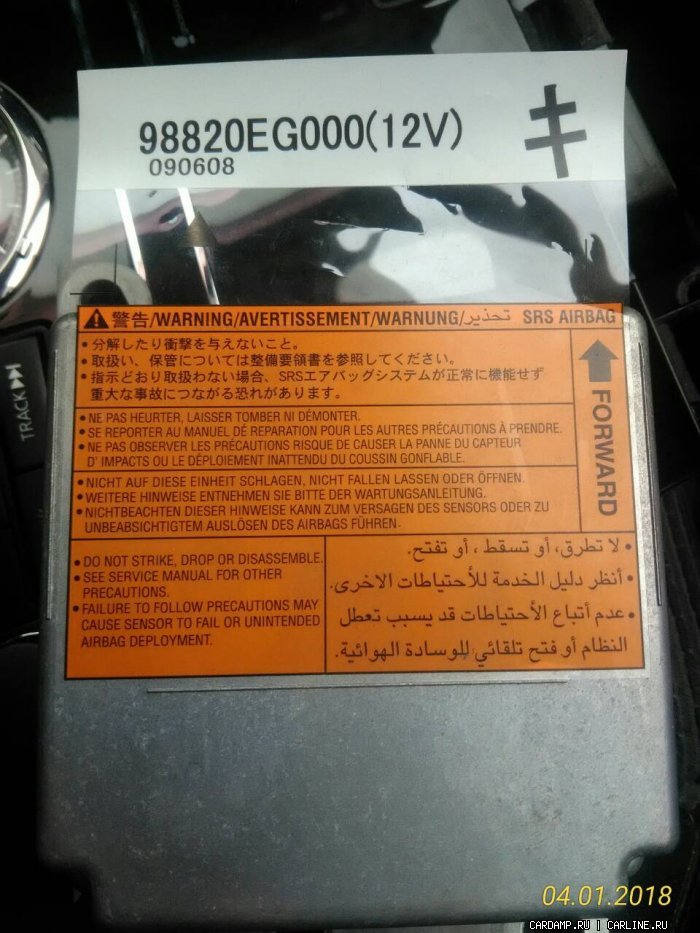 98820EG000(12V)
キ
090608
警告/WARNING/AVERTISSEMENT/WARNUNG/تحذير SRS AIRBAG
• 分解したり衝撃を与えないこと。
• 取扱い、保管については整備要領書を参照してください。
• 指示どおり取扱わない場合、SRSエアバッグシステムが正常に機能せず
重大な事故につながる恐れがあります。
FORWARD
• NE PAS HEURTER, LAISSER TOMBER NI DÉMONTER.
• SE REPORTER AU MANUEL DE RÉPARATION POUR LES AUTRES PRÉCAUTIONS À PRENDRE.
• NE PAS OBSERVER LES PRÉCAUTIONS RISQUE DE CAUSER LA PANNE DU CAPTEUR
D' IMPACTS OU LE DÉPLOIEMENT INATTENDU DU COUSSIN GONFLABLE.
• NICHT AUF DIESE EINHEIT SCHLAGEN, NICHT FALLEN LASSEN ODER ÖFFNEN.
• WEITERE HINWEISE ENTNEHMEN SIE BITTE DER WARTUNGSANLEITUNG.
• NICHTBEACHTEN DIESER HINWEISE KANN ZUM VERSAGEN DES SENSORS ODER ZU
UNBEABSICHTIGTEM AUSLÖSEN DES AIRBAGS FÜHREN.
• DO NOT STRIKE, DROP OR DISASSEMBLE.
• SEE SERVICE MANUAL FOR OTHER
PRECAUTIONS.
• FAILURE TO FOLLOW PRECAUTIONS MAY
CAUSE SENSOR TO FAIL OR UNINTENDED
AIRBAG DEPLOYMENT.
• لا تطرق، أو تسقط ، أو تفتح.
• أنظر دليل الخدمة للأحتياطات الاخرى.
• عدم أتباع الأحتياطات قد يسبب تعطل
النظام أو فتح تلقائي للوسادة الهوائية.
TRACK
04.01.2018
CARDAMP.RU | CARLINE.RU